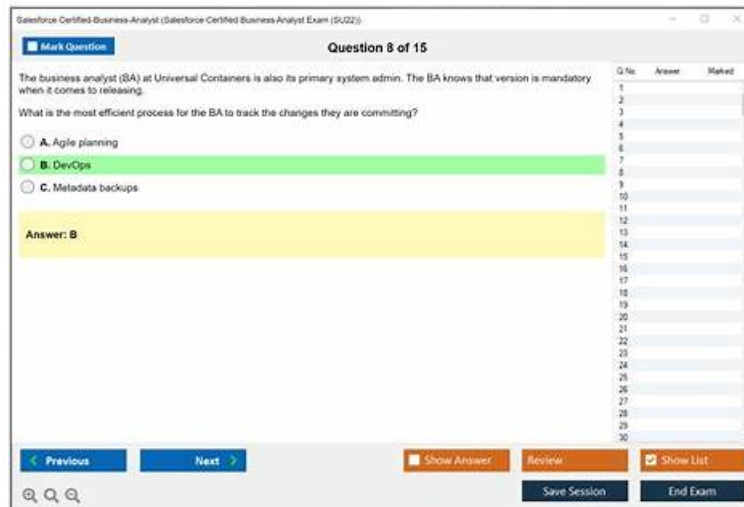 Salesforce Certified-Business-Analyst (Salesforce Certified Business Analyst Exam (SU22))
Mark Question
Question 8 of 15
The business analyst (BA) at Universal Containers is also its primary system admin. The BA knows that version is mandatory
when it comes to releasing.
What is the most efficient process for the BA to track the changes they are committing?
A. Agile planning
B. DevOps
C. Metadata backups
Answer: B
Q No Answer Marked
1
2
3
4
5
6
7
8
9
10
11
12
13
14
15
16
17
18
19
20
21
22
23
24
25
26
27
28
29
30
Previous
Next
Show Answer
Review
Show List
Save Session
End Exam